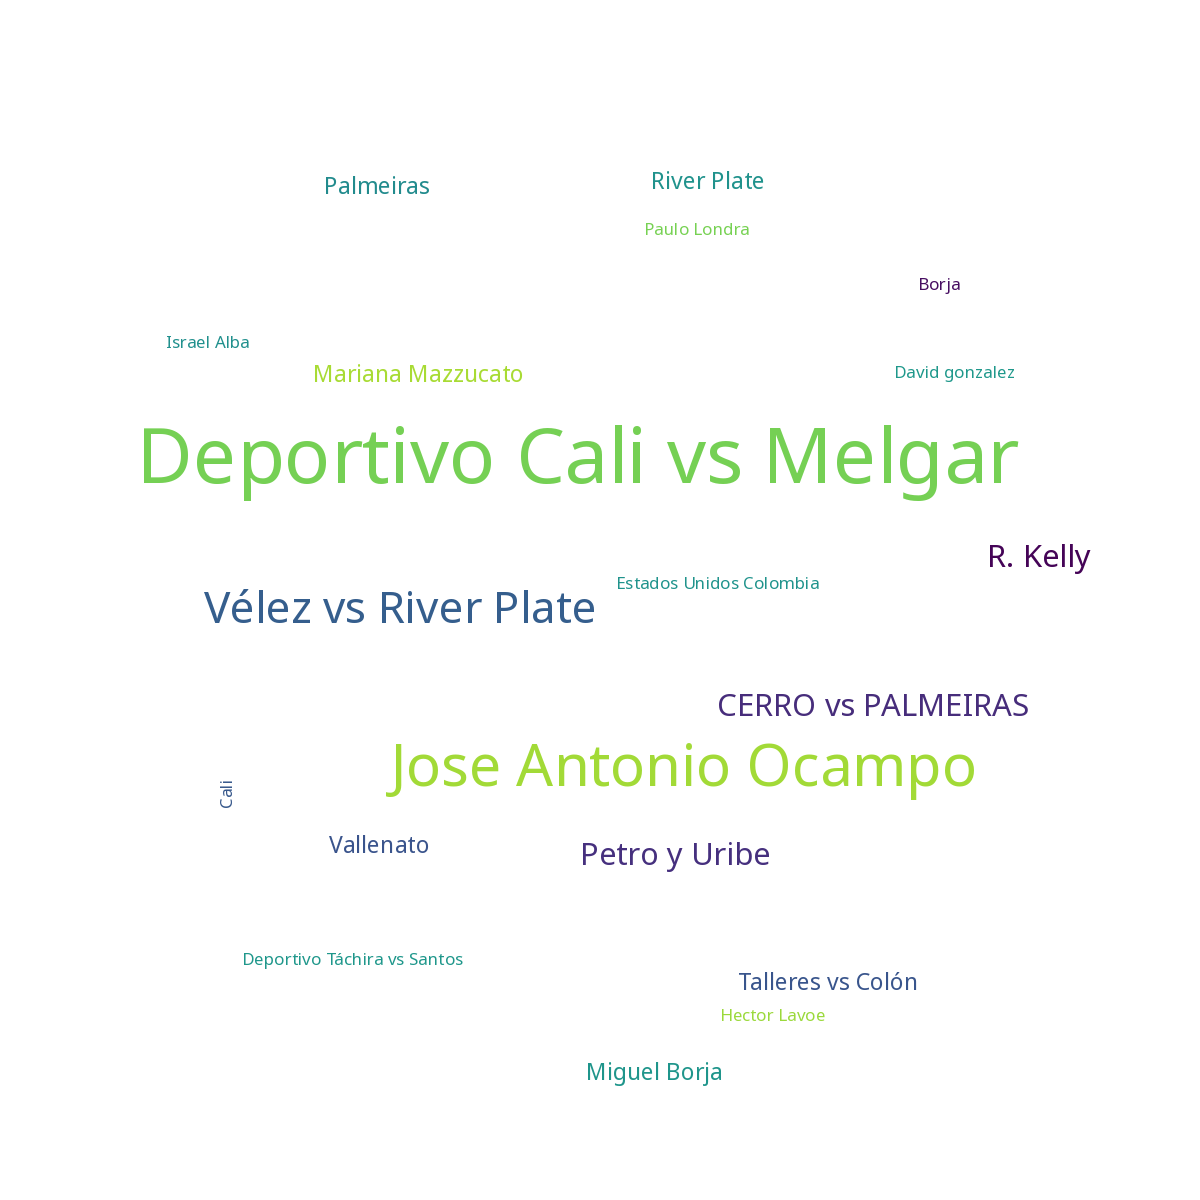 River Plate
Palmeiras
Paulo Londra
Borja
Israel Alba
David gonzalez
Mariana Mazzucato
Deportivo Cali vs Melgar
R. Kelly
Estados Unidos Colombia
Vélez vs River Plate
CERRO vs PALMEIRAS
Jose Antonio Ocampo
Cali
Vallenato
Petro y Uribe
Deportivo Táchira vs Santos
Talleres vs Colón
Hector Lavoe
Miguel Borja